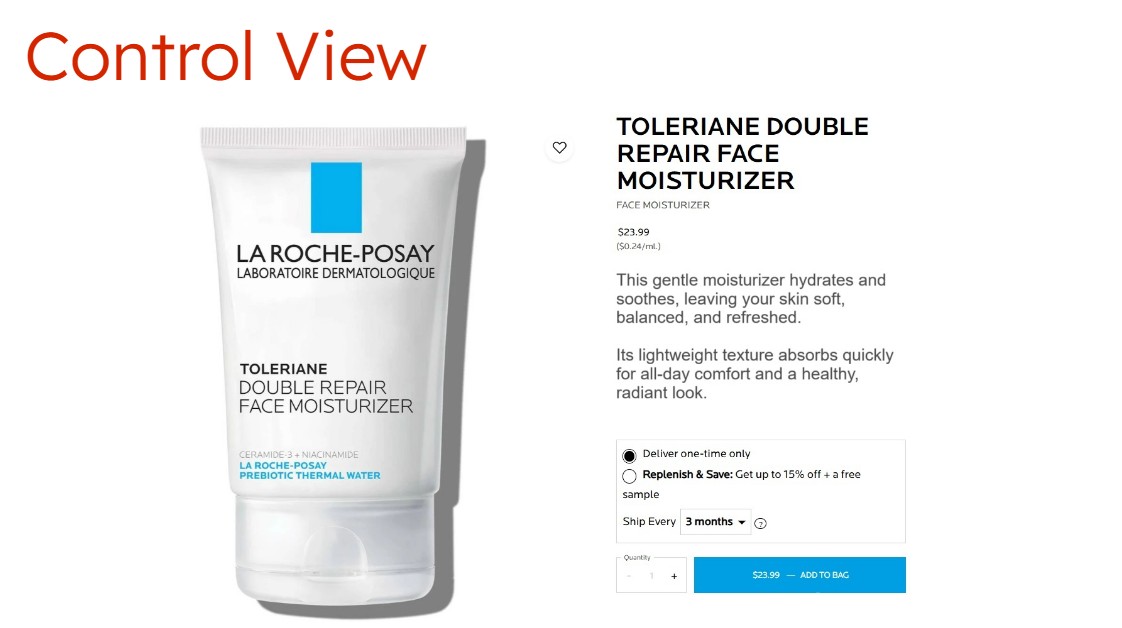 Control View
LA ROCHE-POSAY
LABORATOIRE DERMATOLOGIQUE
TOLERIANE
DOUBLE REPAIR
FACE MOISTURIZER
CERAMIDE-3 + NIACINAMIDE
LA ROCHE-POSAY
PREBIOTIC THERMAL WATER
TOLERIANE DOUBLE
REPAIR FACE
MOISTURIZER
FACE MOISTURIZER
$23.99
($0.24/ml.)
This gentle moisturizer hydrates and
soothes, leaving your skin soft,
balanced, and refreshed.
Its lightweight texture absorbs quickly
for all-day comfort and a healthy,
radiant look.
Deliver one-time only
Replenish & Save: Get up to 15% off + a free
sample
Ship Every 3 months ?
Quantity
- 1 +
$23.99 — ADD TO BAG